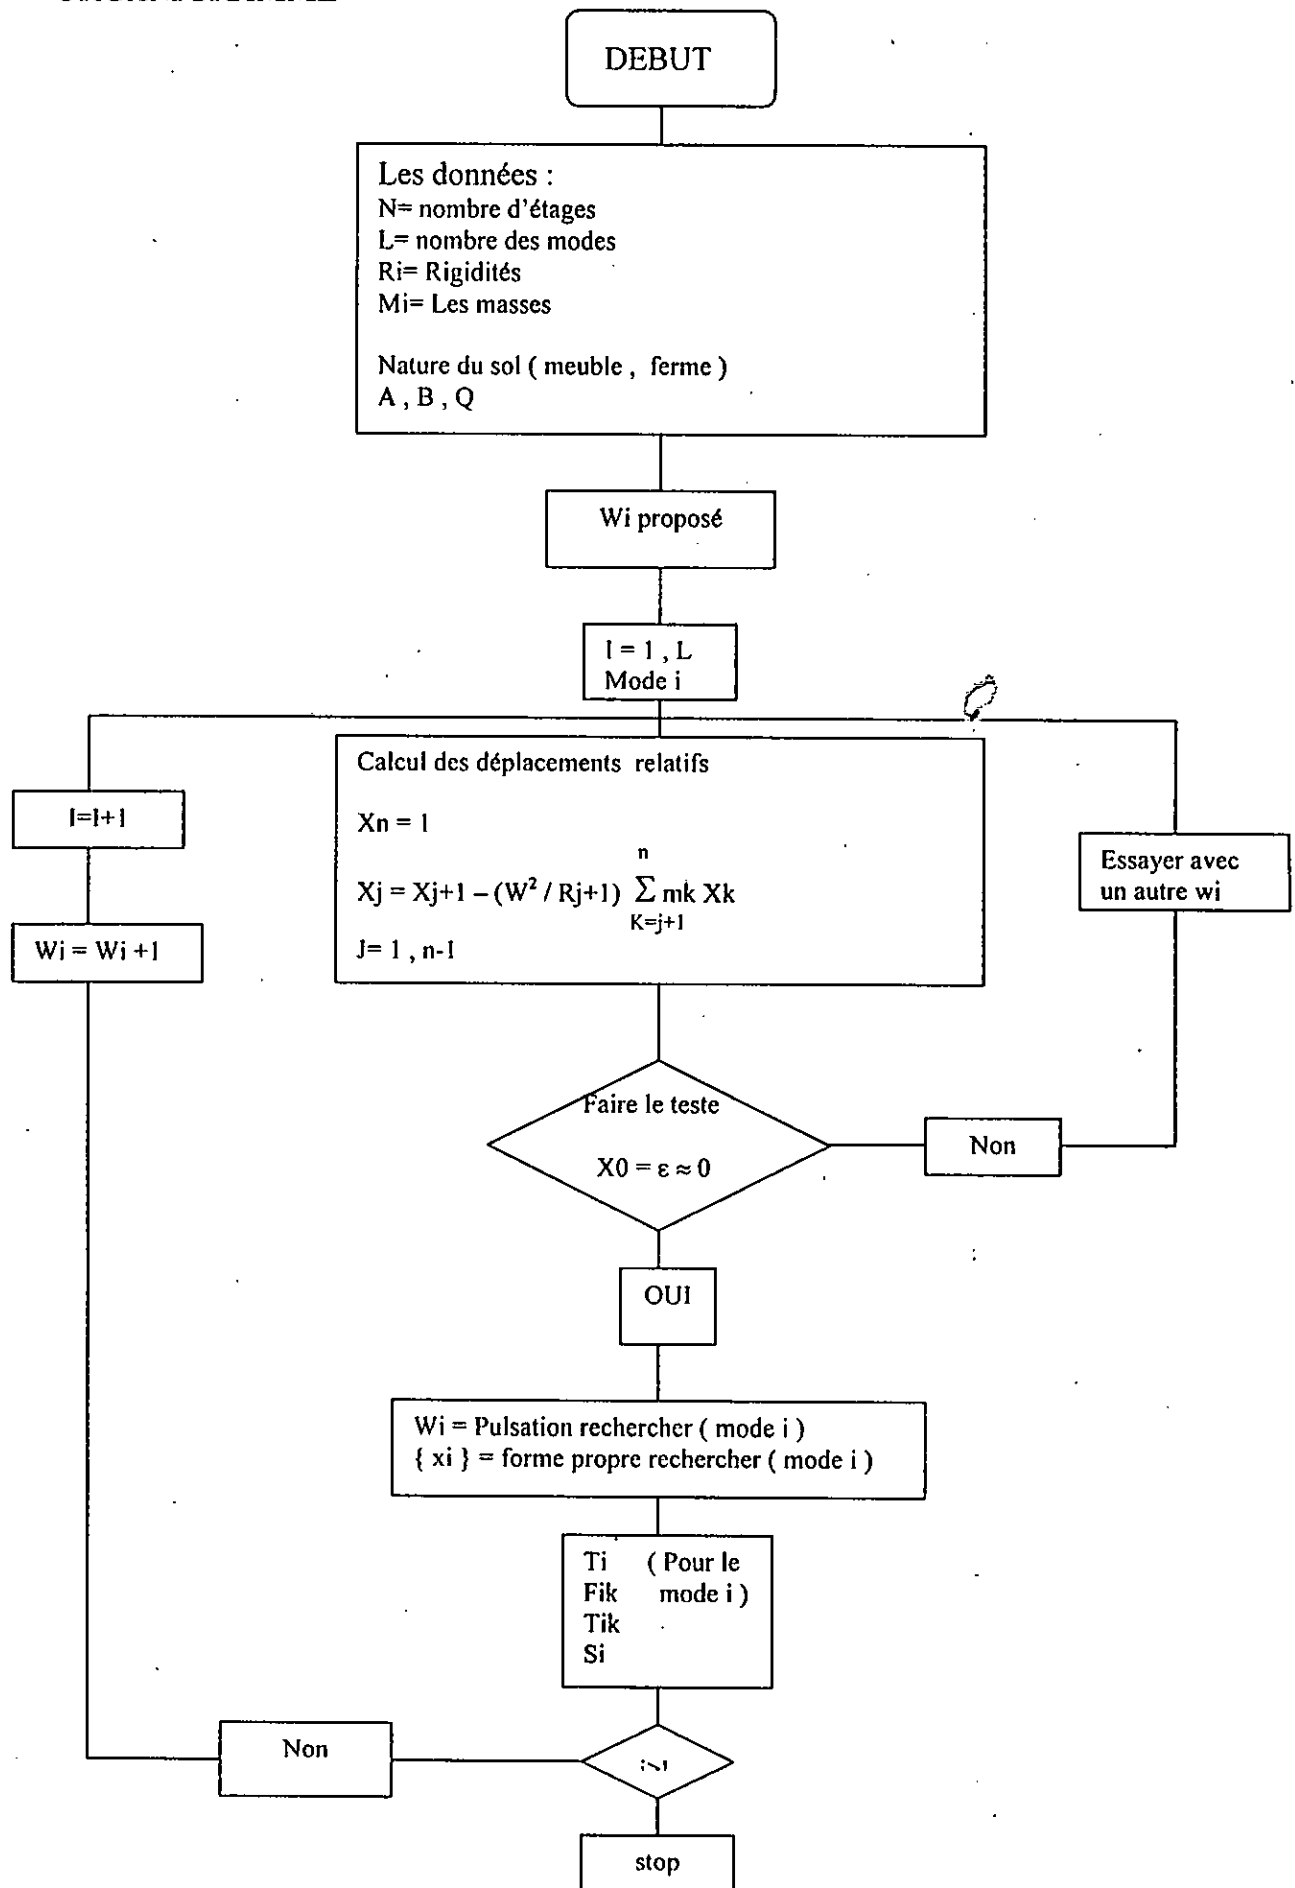 DEBUT
Les données :
N= nombre d'étages
L= nombre des modes
Ri= Rigidités
Mi= Les masses
Nature du sol ( meuble , ferme )
A , B , Q
Wi proposé
I = 1 , L
Mode i
Calcul des déplacements relatifs
Xn = 1
n
Xj = Xj+1 – (W² / Rj+1) ∑ mk Xk
K=j+1
J= 1 , n-1
I=I+1
Wi = Wi +1
Essayer avec
un autre wi
Faire le teste
X0 = ε ≈ 0
Non
OUI
Wi = Pulsation rechercher ( mode i )
{ xi } = forme propre rechercher ( mode i )
Ti ( Pour le
Fik mode i )
Tik
Si
Non
stop